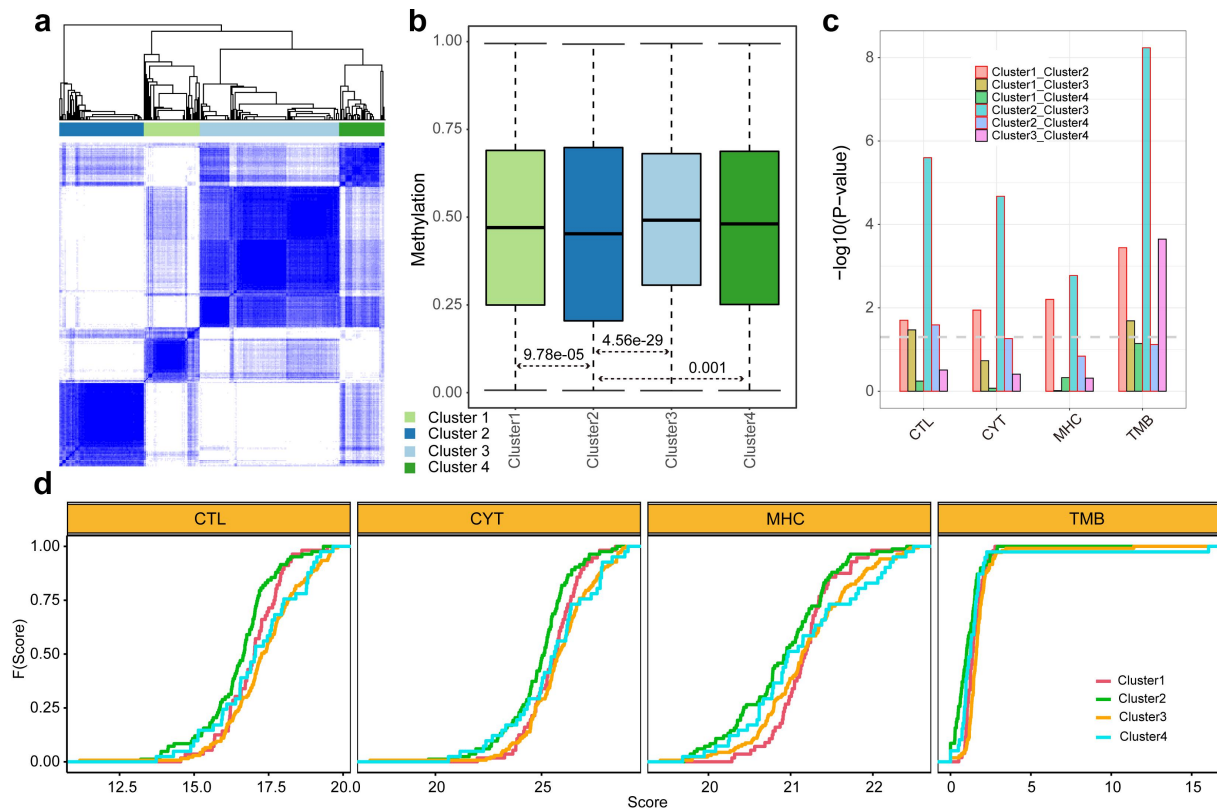 a
b
Methylation
1.00
0.75
0.50
0.25
0.00
9.78e-05
4.56e-29
0.001
Cluster1
Cluster2
Cluster3
Cluster4
Cluster 1
Cluster 2
Cluster 3
Cluster 4
c
−log10(P-value)
8
6
4
2
0
Cluster1_Cluster2
Cluster1_Cluster3
Cluster1_Cluster4
Cluster2_Cluster3
Cluster2_Cluster4
Cluster3_Cluster4
CTL
CYT
MHC
TMB
d
CTL
CYT
MHC
TMB
F(Score)
1.00
0.75
0.50
0.25
0.00
Cluster1
Cluster2
Cluster3
Cluster4
12.5 15.0 17.5 20.0
20 25
20 21 22
0 5 10 15
Score